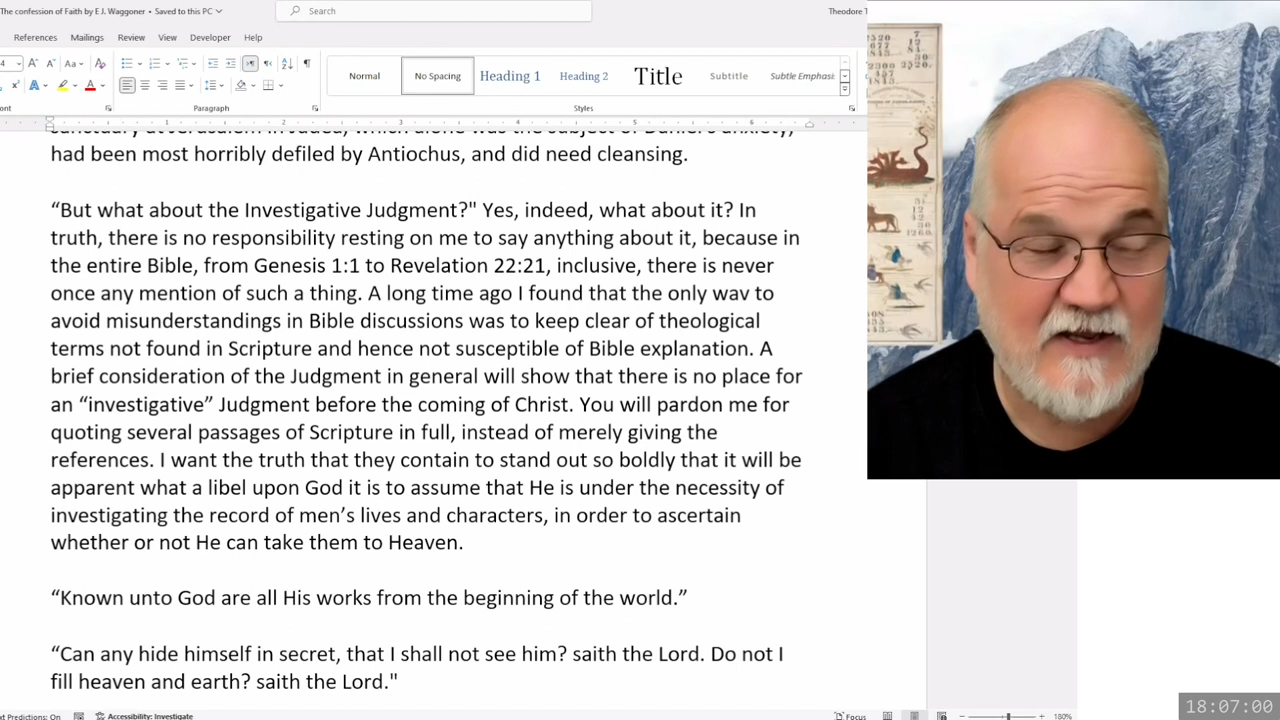 The confession of Faith by E.J. Waggoner • Saved to this PC
Search
Theodore T
References Mailings Review View Developer Help
Normal No Spacing Heading 1 Heading 2 Title Subtitle Subtle Emphasi
Paragraph Styles
had been most horribly defiled by Antiochus, and did need cleansing.
“But what about the Investigative Judgment?" Yes, indeed, what about it? In
truth, there is no responsibility resting on me to say anything about it, because in
the entire Bible, from Genesis 1:1 to Revelation 22:21, inclusive, there is never
once any mention of such a thing. A long time ago I found that the only wav to
avoid misunderstandings in Bible discussions was to keep clear of theological
terms not found in Scripture and hence not susceptible of Bible explanation. A
brief consideration of the Judgment in general will show that there is no place for
an “investigative” Judgment before the coming of Christ. You will pardon me for
quoting several passages of Scripture in full, instead of merely giving the
references. I want the truth that they contain to stand out so boldly that it will be
apparent what a libel upon God it is to assume that He is under the necessity of
investigating the record of men’s lives and characters, in order to ascertain
whether or not He can take them to Heaven.
“Known unto God are all His works from the beginning of the world.”
“Can any hide himself in secret, that I shall not see him? saith the Lord. Do not I
fill heaven and earth? saith the Lord."
xt Predictions: On Accessibility: Investigate Focus 180%
18:07:00